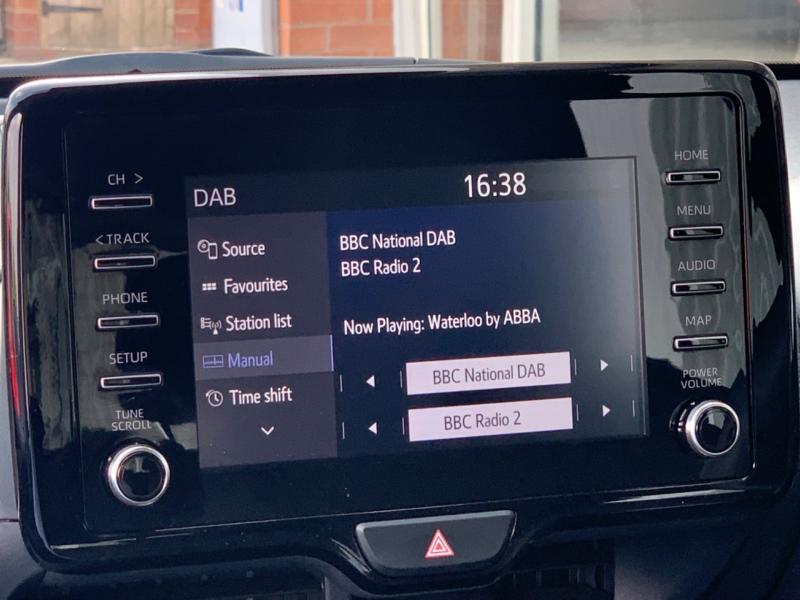 CH >
< TRACK
PHONE
SETUP
TUNE
SCROLL
DAB
16:38
Source
Favourites
Station list
Manual
Time shift
BBC National DAB
BBC Radio 2
Now Playing: Waterloo by ABBA
BBC National DAB
BBC Radio 2
HOME
MENU
AUDIO
MAP
POWER
VOLUME